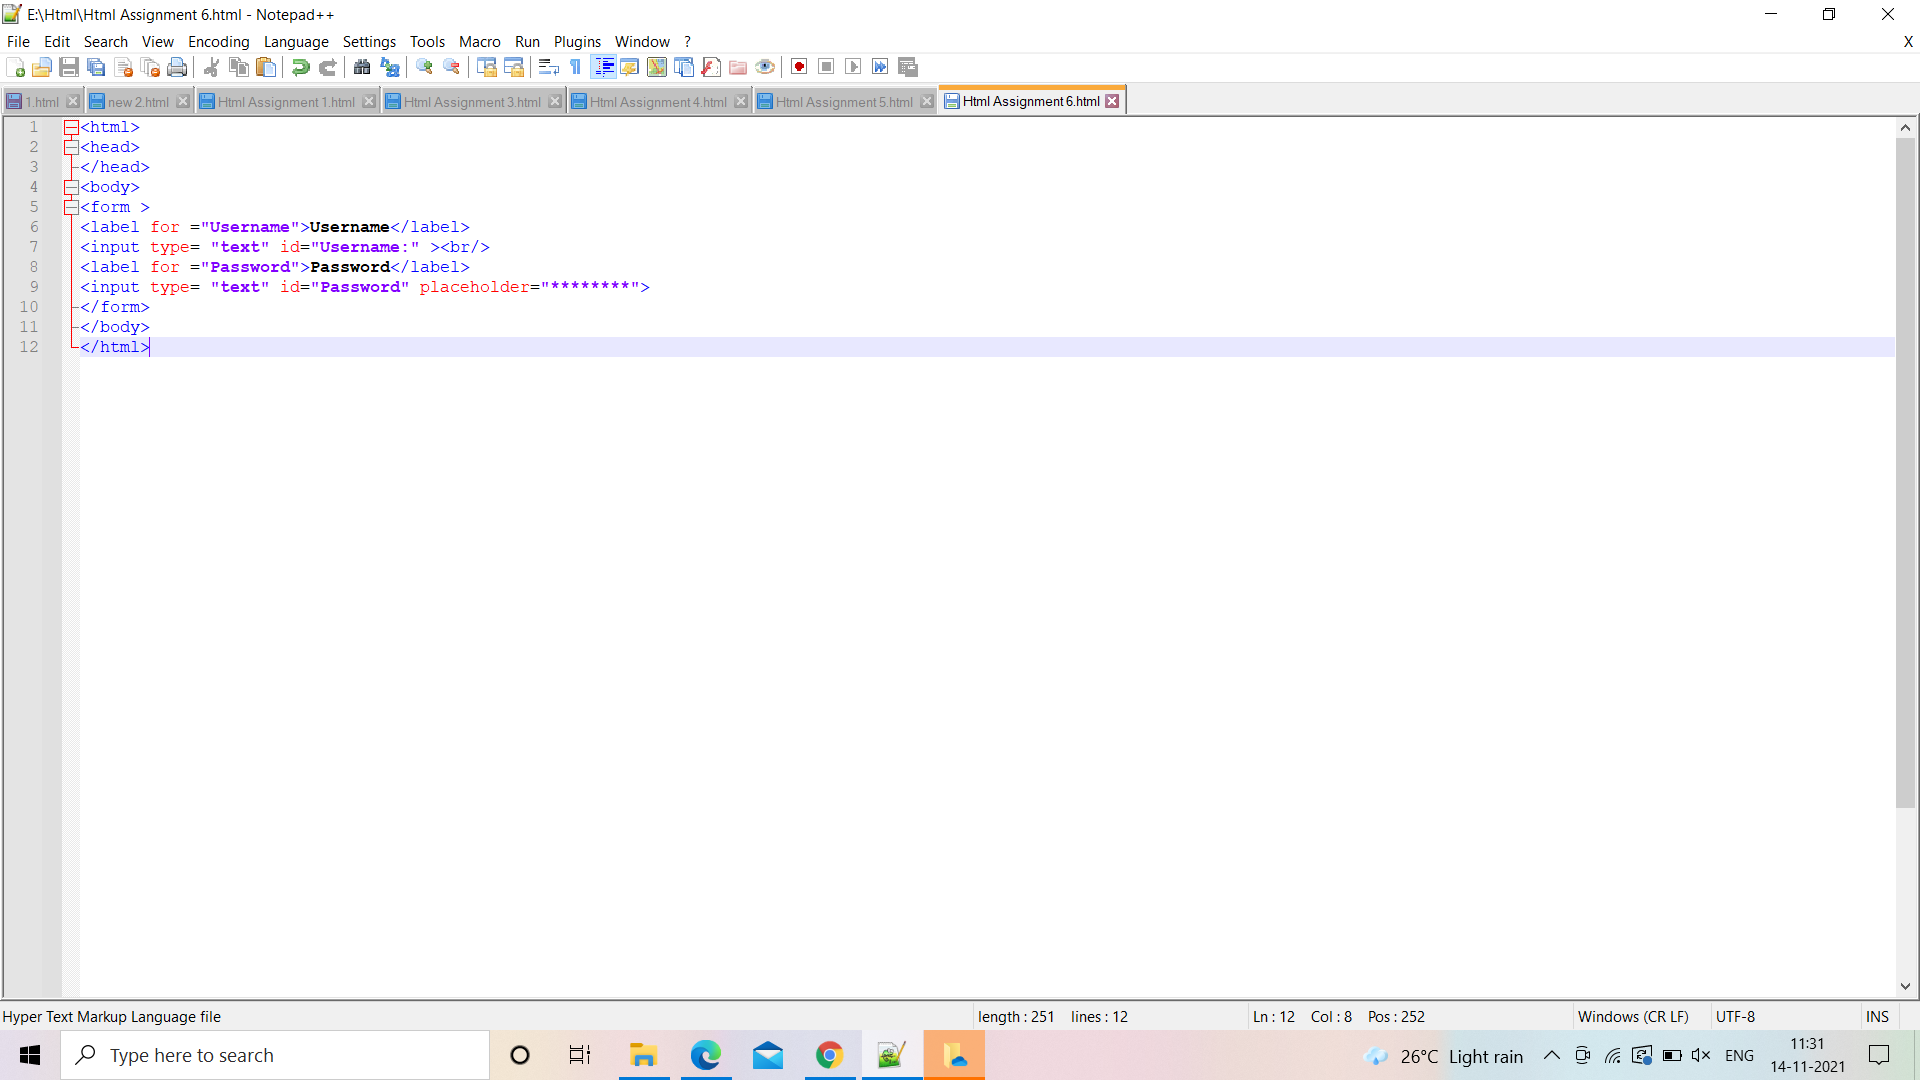 E:\Html\Html Assignment 6.html - Notepad++
File Edit Search View Encoding Language Settings Tools Macro Run Plugins Window ? X
1.html new 2.html Html Assignment 1.html Html Assignment 3.html Html Assignment 4.html Html Assignment 5.html Html Assignment 6.html
1 <html>
2 <head>
3 </head>
4 <body>
5 <form >
6 <label for ="Username">Username</label>
7 <input type= "text" id="Username:" ><br/>
8 <label for ="Password">Password</label>
9 <input type= "text" id="Password" placeholder="********">
10 </form>
11 </body>
12 </html>
Hyper Text Markup Language file length : 251 lines : 12 Ln : 12 Col : 8 Pos : 252 Windows (CR LF) UTF-8 INS
Type here to search 26°C Light rain ENG 11:31
14-11-2021